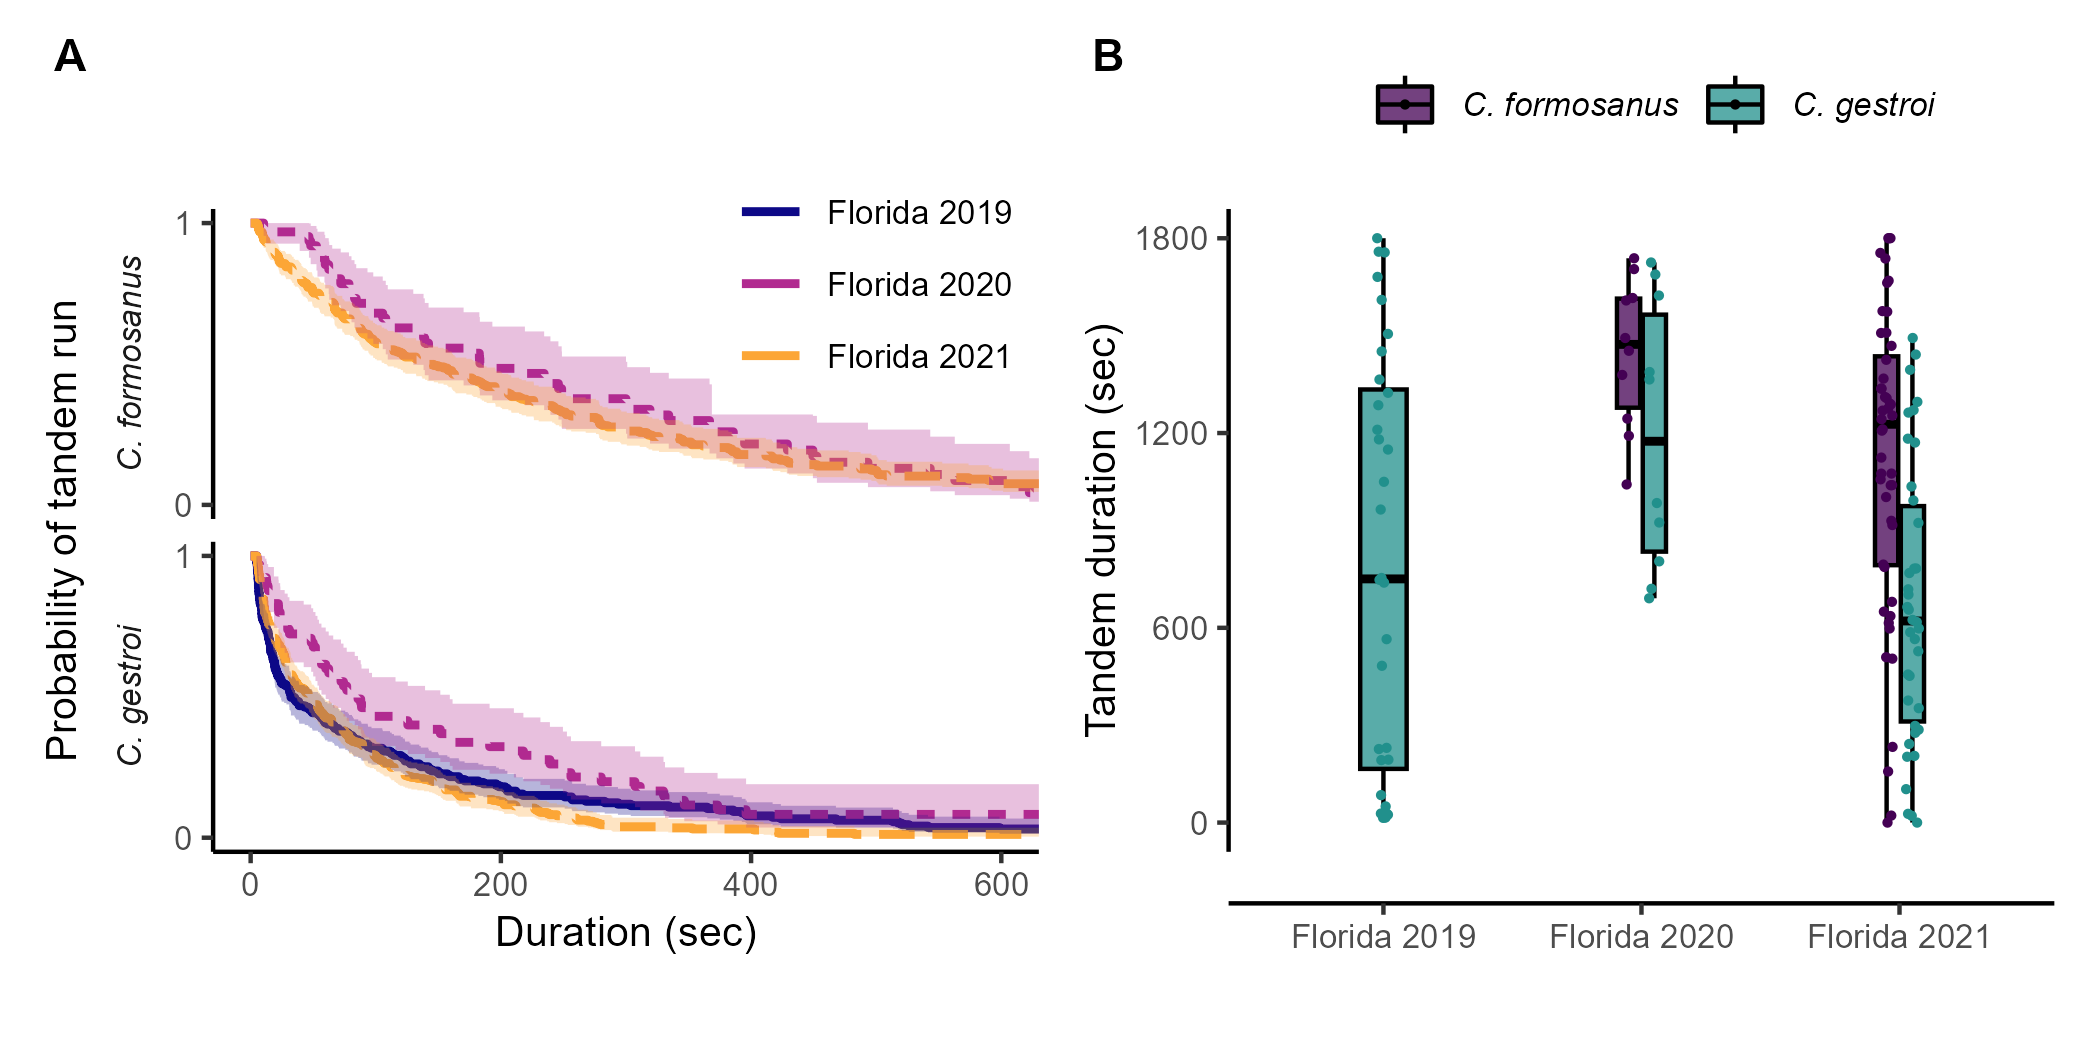 A
Probability of tandem run
C. formosanus
1
0
Florida 2019
Florida 2020
Florida 2021
C. gestroi
1
0
0
200
400
600
Duration (sec)
B
C. formosanus
C. gestroi
Tandem duration (sec)
1800
1200
600
0
Florida 2019
Florida 2020
Florida 2021